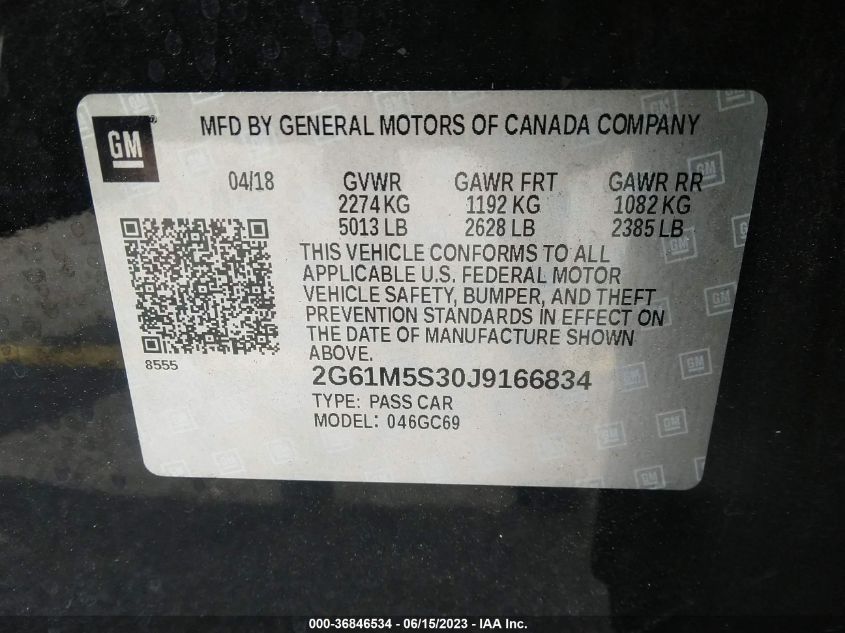 GM
MFD BY GENERAL MOTORS OF CANADA COMPANY
04/18 GVWR GAWR FRT GAWR RR
2274 KG 1192 KG 1082 KG
5013 LB 2628 LB 2385 LB
THIS VEHICLE CONFORMS TO ALL
APPLICABLE U.S. FEDERAL MOTOR
VEHICLE SAFETY, BUMPER, AND THEFT
PREVENTION STANDARDS IN EFFECT ON
THE DATE OF MANUFACTURE SHOWN
ABOVE.
8555
2G61M5S30J9166834
TYPE: PASS CAR
MODEL: 046GC69
000-36846534 - 06/15/2023 - IAA Inc.